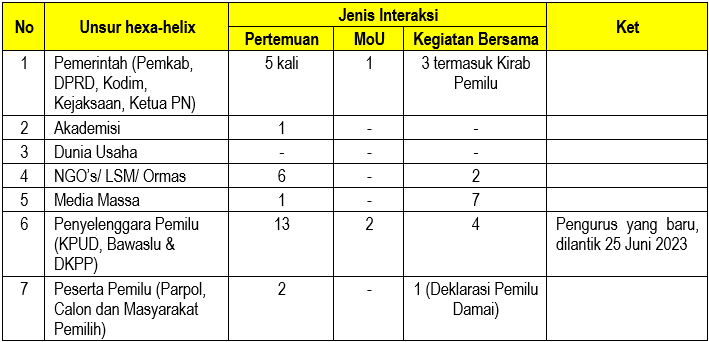 No Unsur hexa-helix Jenis Interaksi Ket
Pertemuan MoU Kegiatan Bersama
1 Pemerintah (Pemkab, 5 kali 1 3 termasuk Kirab
DPRD, Kodim, Pemilu
Kejaksaan, Ketua PN)
2 Akademisi 1 - -
3 Dunia Usaha - - -
4 NGO's/ LSM/ Ormas 6 - 2
5 Media Massa 1 - 7
6 Penyelenggara Pemilu 13 2 4 Pengurus yang baru,
(KPUD, Bawaslu & dilantik 25 Juni 2023
DKPP)
7 Peserta Pemilu (Parpol, 2 - 1 (Deklarasi Pemilu
Calon dan Masyarakat Damai)
Pemilih)